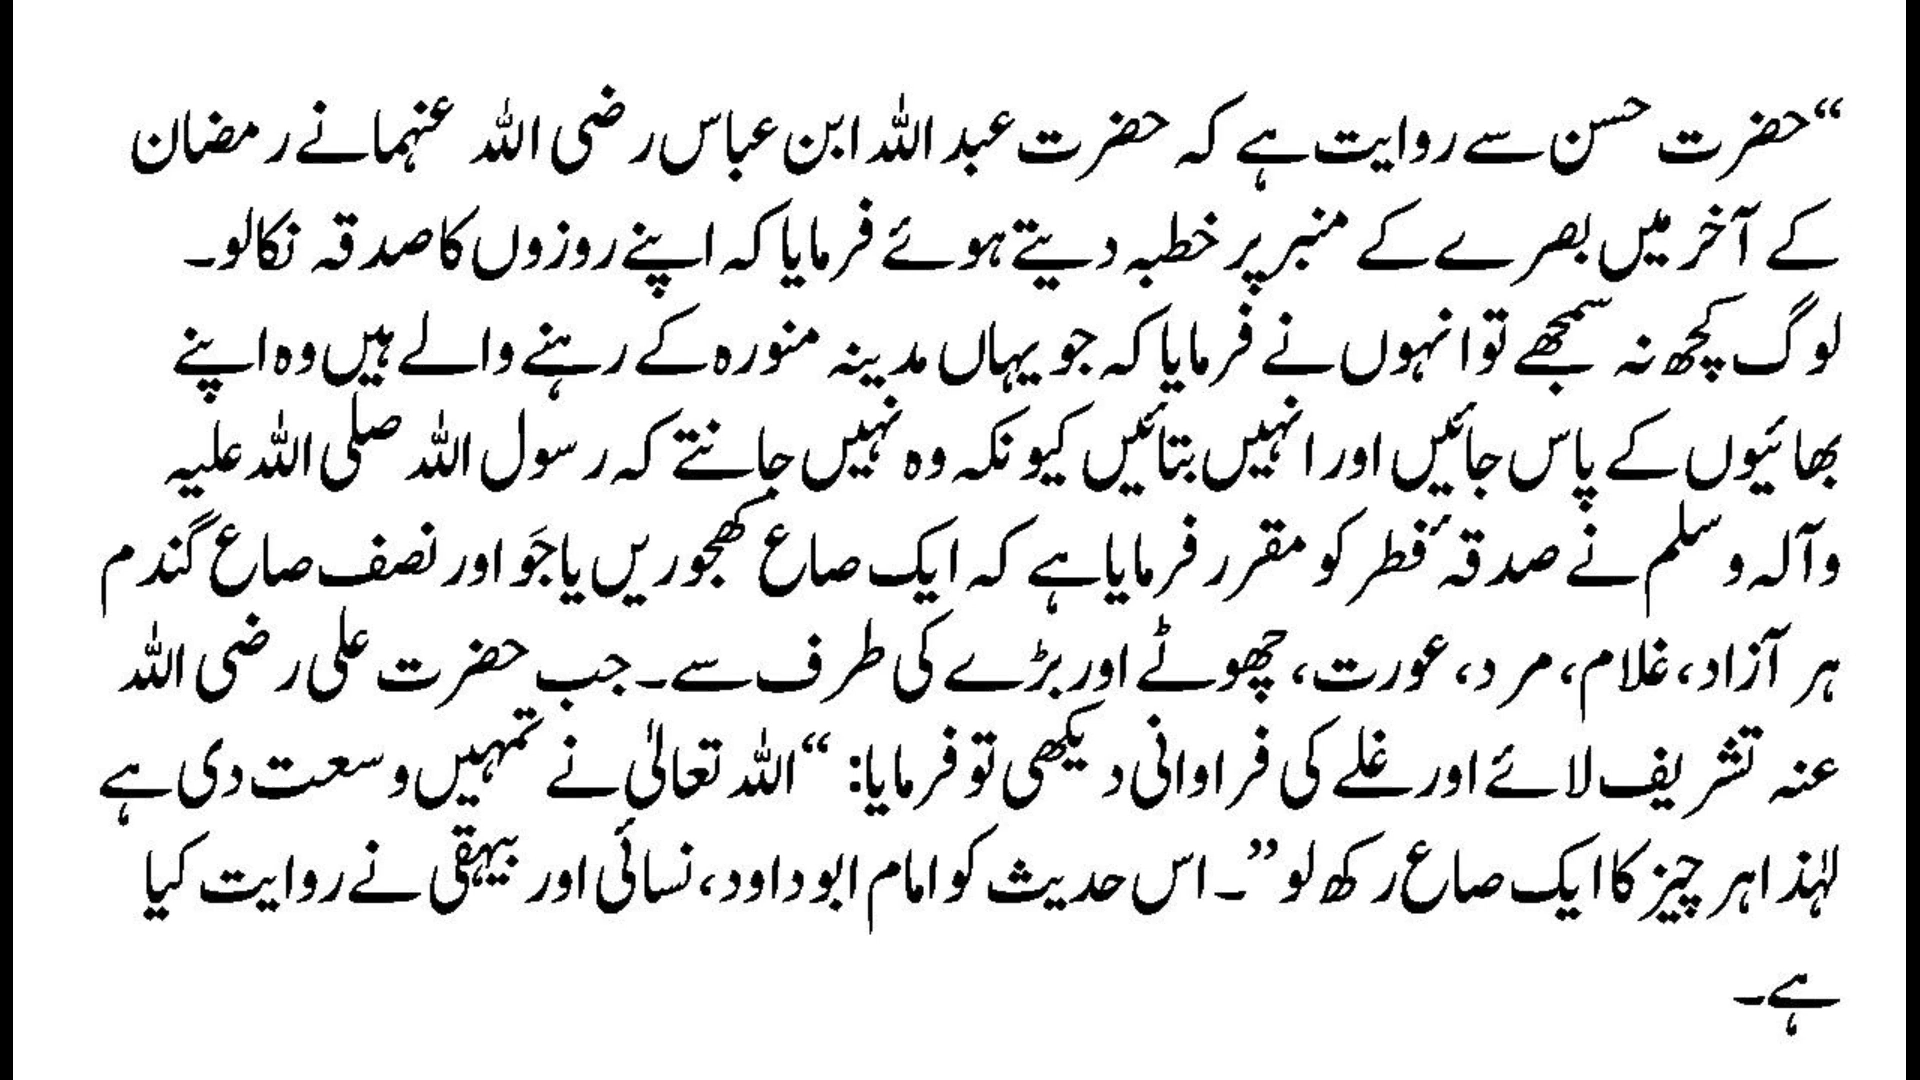 “حضرت حسن سے روایت ہے کہ حضرت عبد اللہ ابن عباس رضی اللہ عنہما نے رمضان
کے آخر میں بصرے کے منبر پر خطبہ دیتے ہوئے فرمایا کہ اپنے روزوں کا صدقہ نکالو۔
لوگ کچھ نہ سمجھے تو انہوں نے فرمایا کہ جو یہاں مدینہ منورہ کے رہنے والے ہیں وہ اپنے
بھائیوں کے پاس جائیں اور انہیں بتائیں کیونکہ وہ نہیں جانتے کہ رسول اللہ صلی اللہ علیہ
وآلہ وسلم نے صدقہٴ فطر کو مقرر فرمایا ہے کہ ایک صاع کھجوریں یا جَو اور نصف صاع گندم
ہر آزاد، غلام، مرد، عورت، چھوٹے اور بڑے کی طرف سے۔ جب حضرت علی رضی اللہ
عنہ تشریف لائے اور غلے کی فراوانی دیکھی تو فرمایا: “اللہ تعالیٰ نے تمہیں وسعت دی ہے
لہٰذا ہر چیز کا ایک صاع رکھ لو”۔ اس حدیث کو امام ابو داود، نسائی اور بیہقی نے روایت کیا
ہے۔